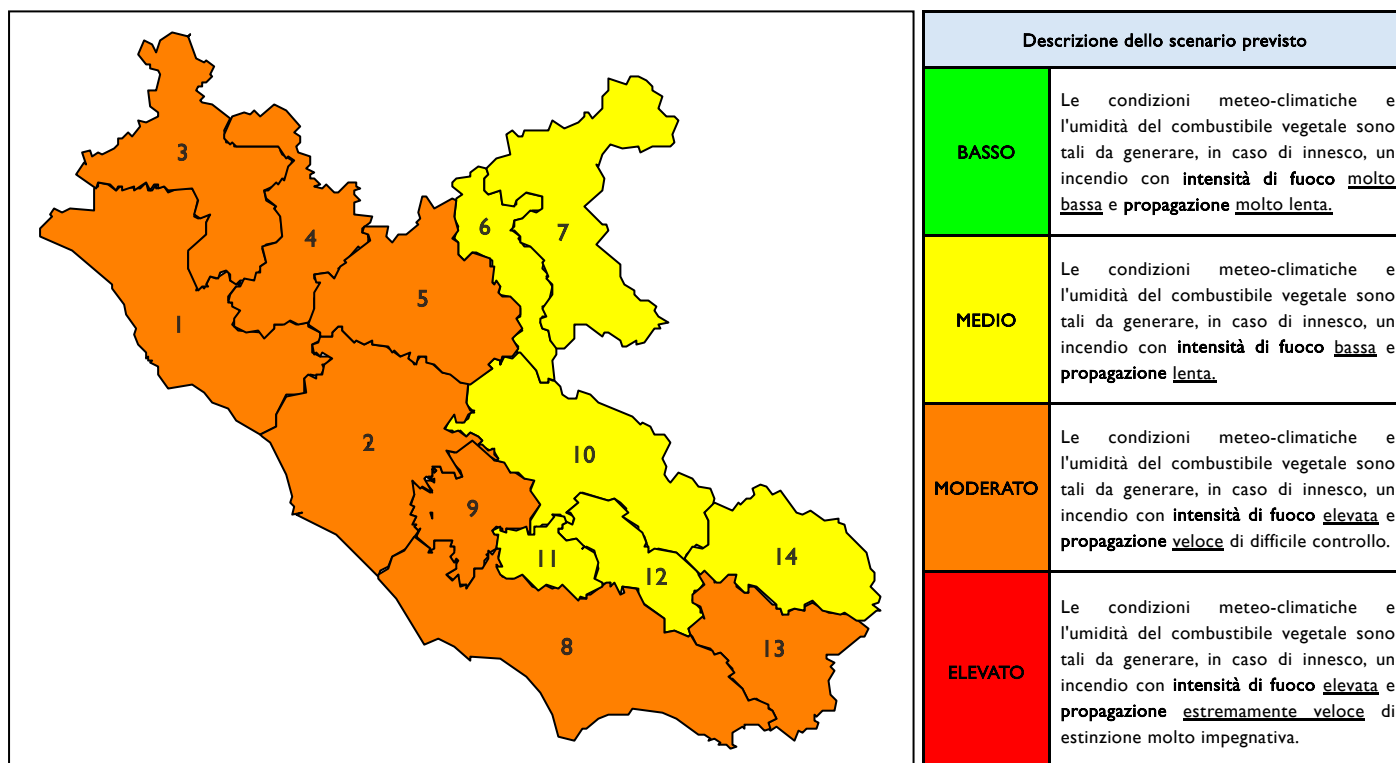 3
4
6
7
5
1
2
10
9
11
12
14
8
13
Descrizione dello scenario previsto
BASSO
Le condizioni meteo-climatiche e
l'umidità del combustibile vegetale sono
tali da generare, in caso di innesco, un
incendio con intensità di fuoco molto
bassa e propagazione molto lenta.
MEDIO
Le condizioni meteo-climatiche e
l'umidità del combustibile vegetale sono
tali da generare, in caso di innesco, un
incendio con intensità di fuoco bassa e
propagazione lenta.
MODERATO
Le condizioni meteo-climatiche e
l'umidità del combustibile vegetale sono
tali da generare, in caso di innesco, un
incendio con intensità di fuoco elevata e
propagazione veloce di difficile controllo.
ELEVATO
Le condizioni meteo-climatiche e
l'umidità del combustibile vegetale sono
tali da generare, in caso di innesco, un
incendio con intensità di fuoco elevata e
propagazione estremamente veloce di
estinzione molto impegnativa.